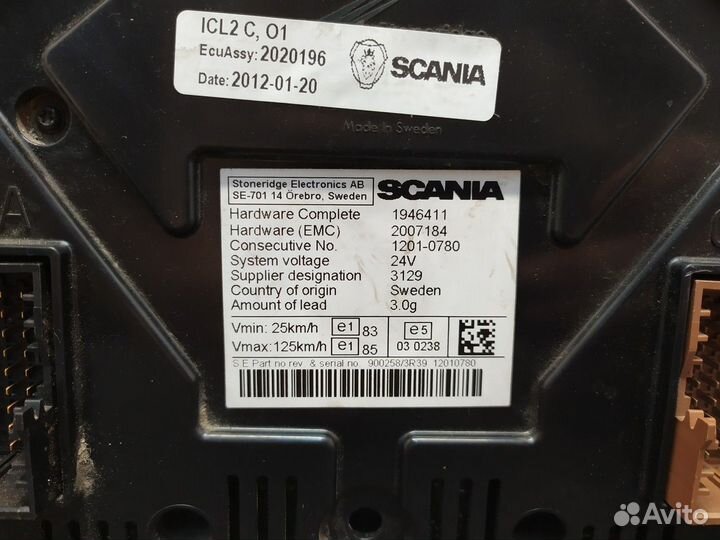 ICL2 C, O1
EcuAssy: 2020196
Date: 2012-01-20
SCANIA
Made in Sweden
A
Stoneridge Electronics AB
SE-701 14 Örebro, Sweden
SCANIA
Hardware Complete 1946411
Hardware (EMC) 2007184
Consecutive No. 1201-0780
System voltage 24V
Supplier designation 3129
Country of origin Sweden
Amount of lead 3.0g
Vmin: 25km/h e1 83 e5
Vmax:125km/h e1 85 03 0238
S.E.Part no rev & serial no 900258/3R39 12010780
Avito